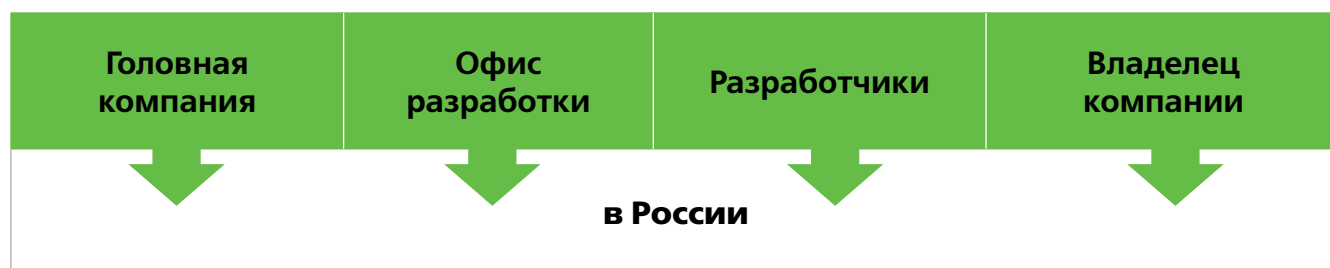 Головная
компания
Офис
разработки
Разработчики
Владелец
компании
в России